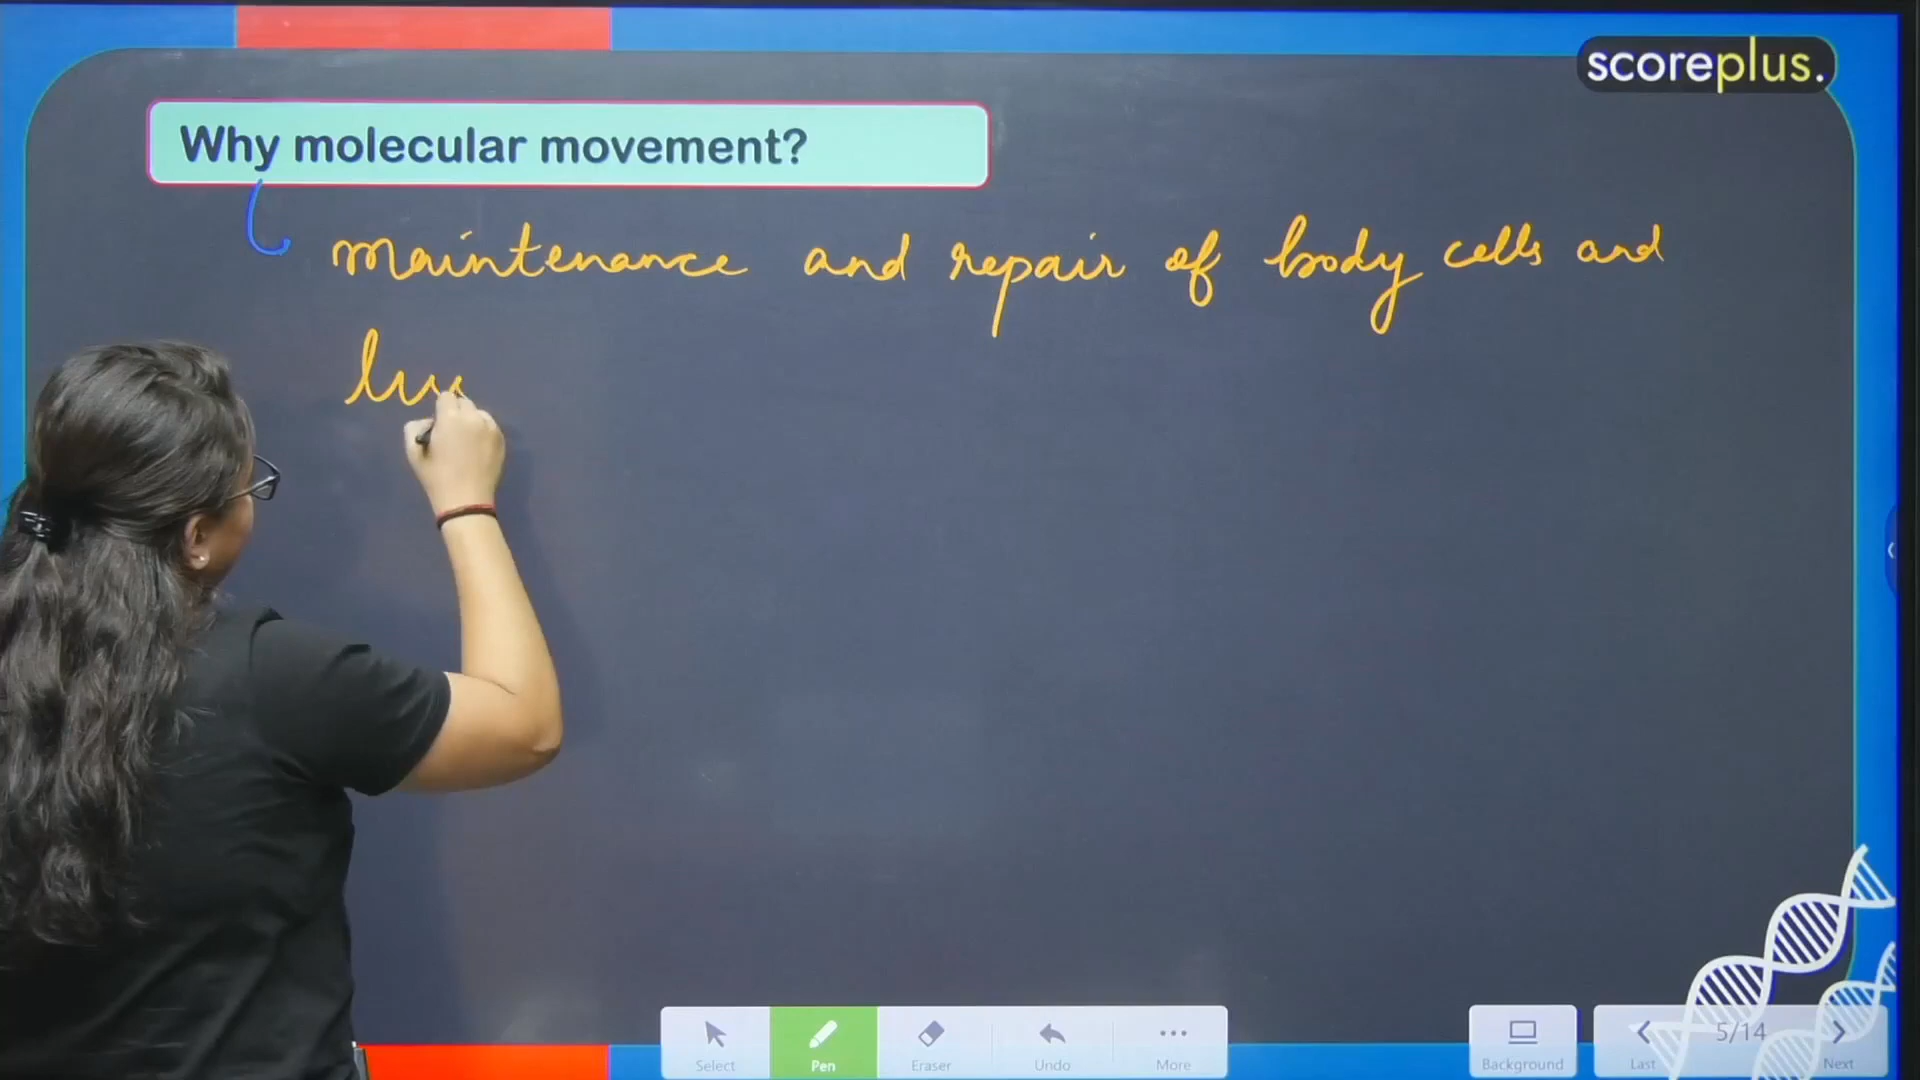 scoreplus.
Why molecular movement?
maintenance and repair of body cells and
Select
Pen
Eraser
Undo
More
Background
Last
5/14
Next